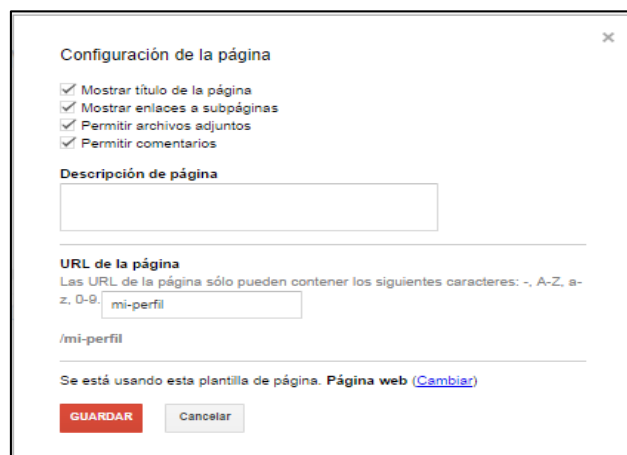 Configuración de la página
Mostrar título de la página
Mostrar enlaces a subpáginas
Permitir archivos adjuntos
Permitir comentarios
Descripción de página
URL de la página
Las URL de la página sólo pueden contener los siguientes caracteres: -, A-Z, a-
z, 0-9. mi-perfil
/mi-perfil
Se está usando esta plantilla de página. Página web (Cambiar)
GUARDAR Cancelar